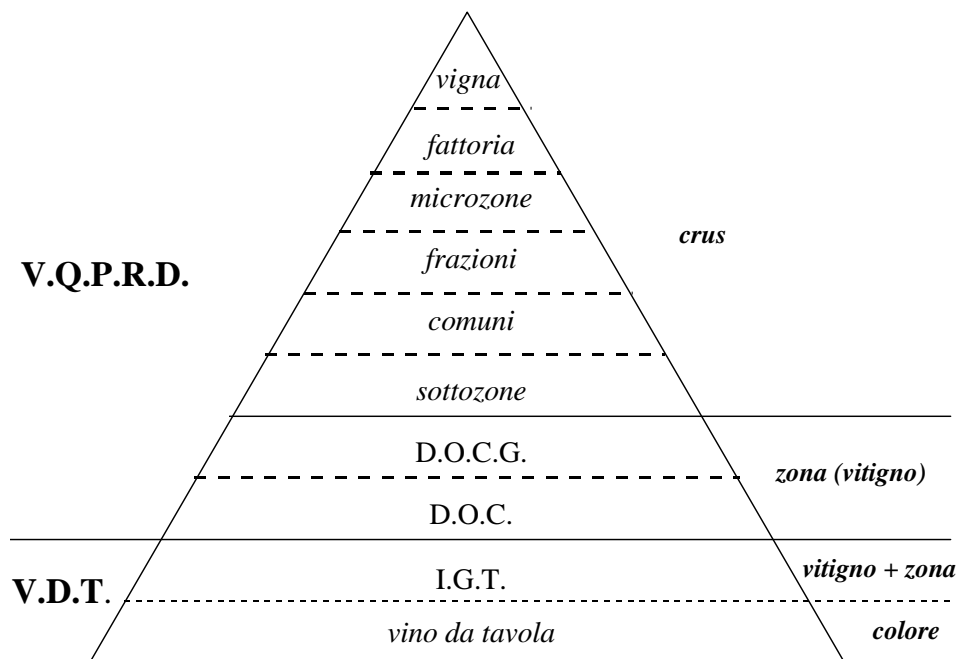 vigna
fattoria
microzone
crus
frazioni
V.Q.P.R.D.
comuni
sottozone
D.O.C.G.
zona (vitigno)
D.O.C.
vitigno + zona
I.G.T.
V.D.T.
vino da tavola
colore